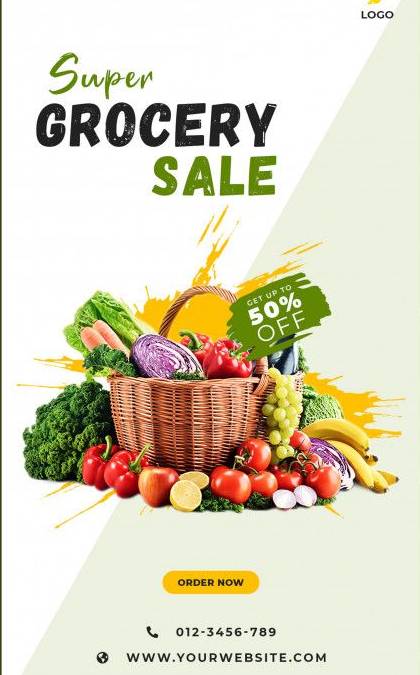 LOGO
Super
GROCERY
SALE
GET UP TO
50%
OFF
ORDER NOW
012-3456-789
WWW.YOURWEBSITE.COM